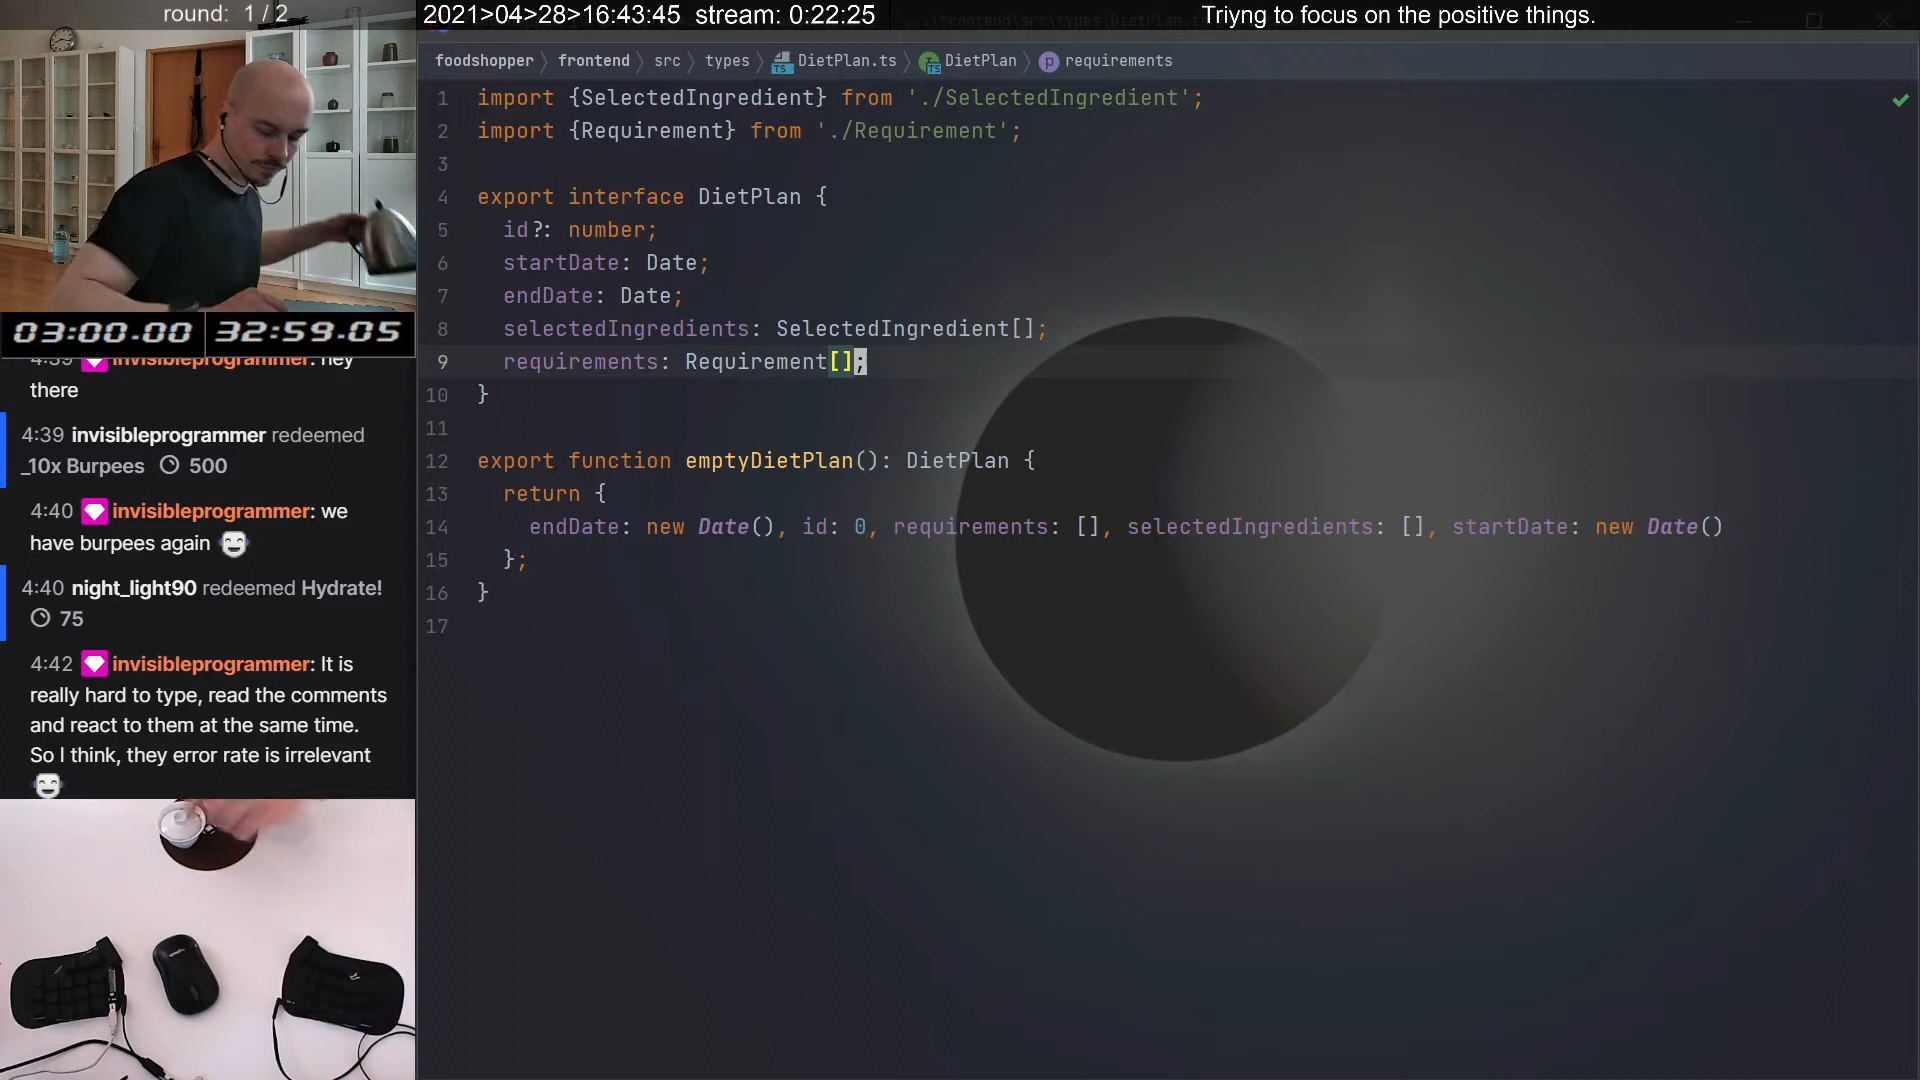 round: 1 / 2
2021>04>28>16:43:45 stream: 0:22:25
Triyng to focus on the positive things.
foodshopper frontend src types DietPlan.ts DietPlan requirements
1 import {SelectedIngredient} from './SelectedIngredient';
2 import {Requirement} from './Requirement';
3
4 export interface DietPlan {
5 id?: number;
6 startDate: Date;
7 endDate: Date;
8 selectedIngredients: SelectedIngredient[];
9 requirements: Requirement[];
10 }
11
12 export function emptyDietPlan(): DietPlan {
13 return {
14 endDate: new Date(), id: 0, requirements: [], selectedIngredients: [], startDate: new Date()
15 };
16 }
17
03:00.00 32:59.05
4:39 invisibleprogrammer: hey
there
4:39 invisibleprogrammer redeemed
_10x Burpees 500
4:40 invisibleprogrammer: we
have burpees again
4:40 night_light90 redeemed Hydrate!
75
4:42 invisibleprogrammer: It is
really hard to type, read the comments
and react to them at the same time.
So I think, they error rate is irrelevant